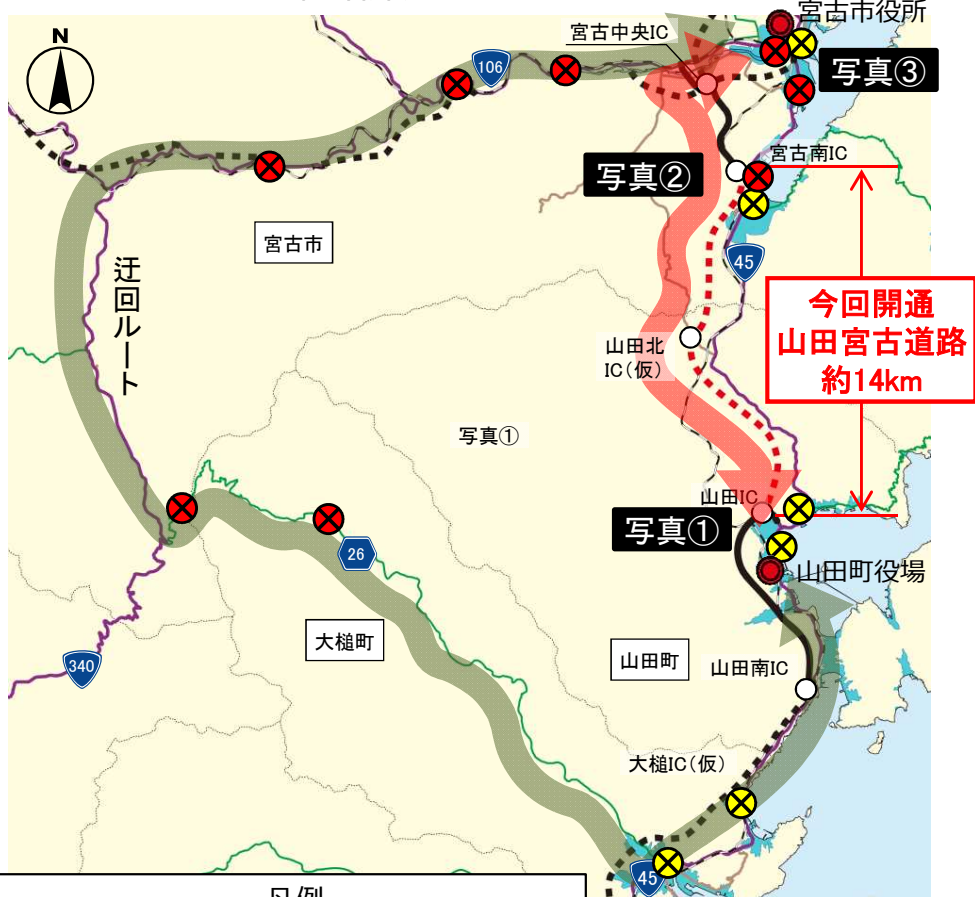 宮古市役所
宮古中央IC
N
106
写真③
宮古南IC
写真②
宮古市
45
迂回ルート
今回開通
山田宮古道路
約14km
山田北
IC(仮)
写真①
山田IC
写真①
26
山田町役場
大槌町
山田町
340
山田南IC
大槌IC(仮)
45